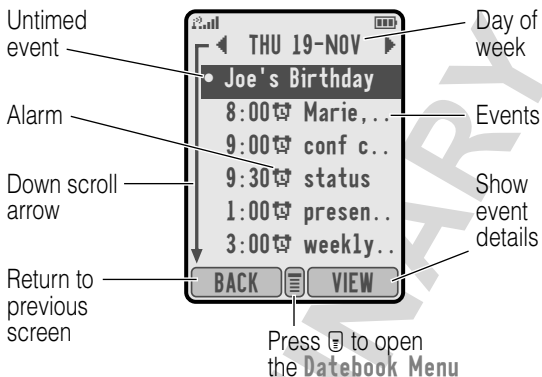 Untimed
event
Day of
week
THU 19-NOV
Joe's Birthday
Alarm
8:00 Marie,..
Events
9:00 conf c..
9:30 status
Down scroll
arrow
1:00 presen..
Show
event
details
3:00 weekly..
Return to
previous
screen
BACK VIEW
Press to open
the Datebook Menu